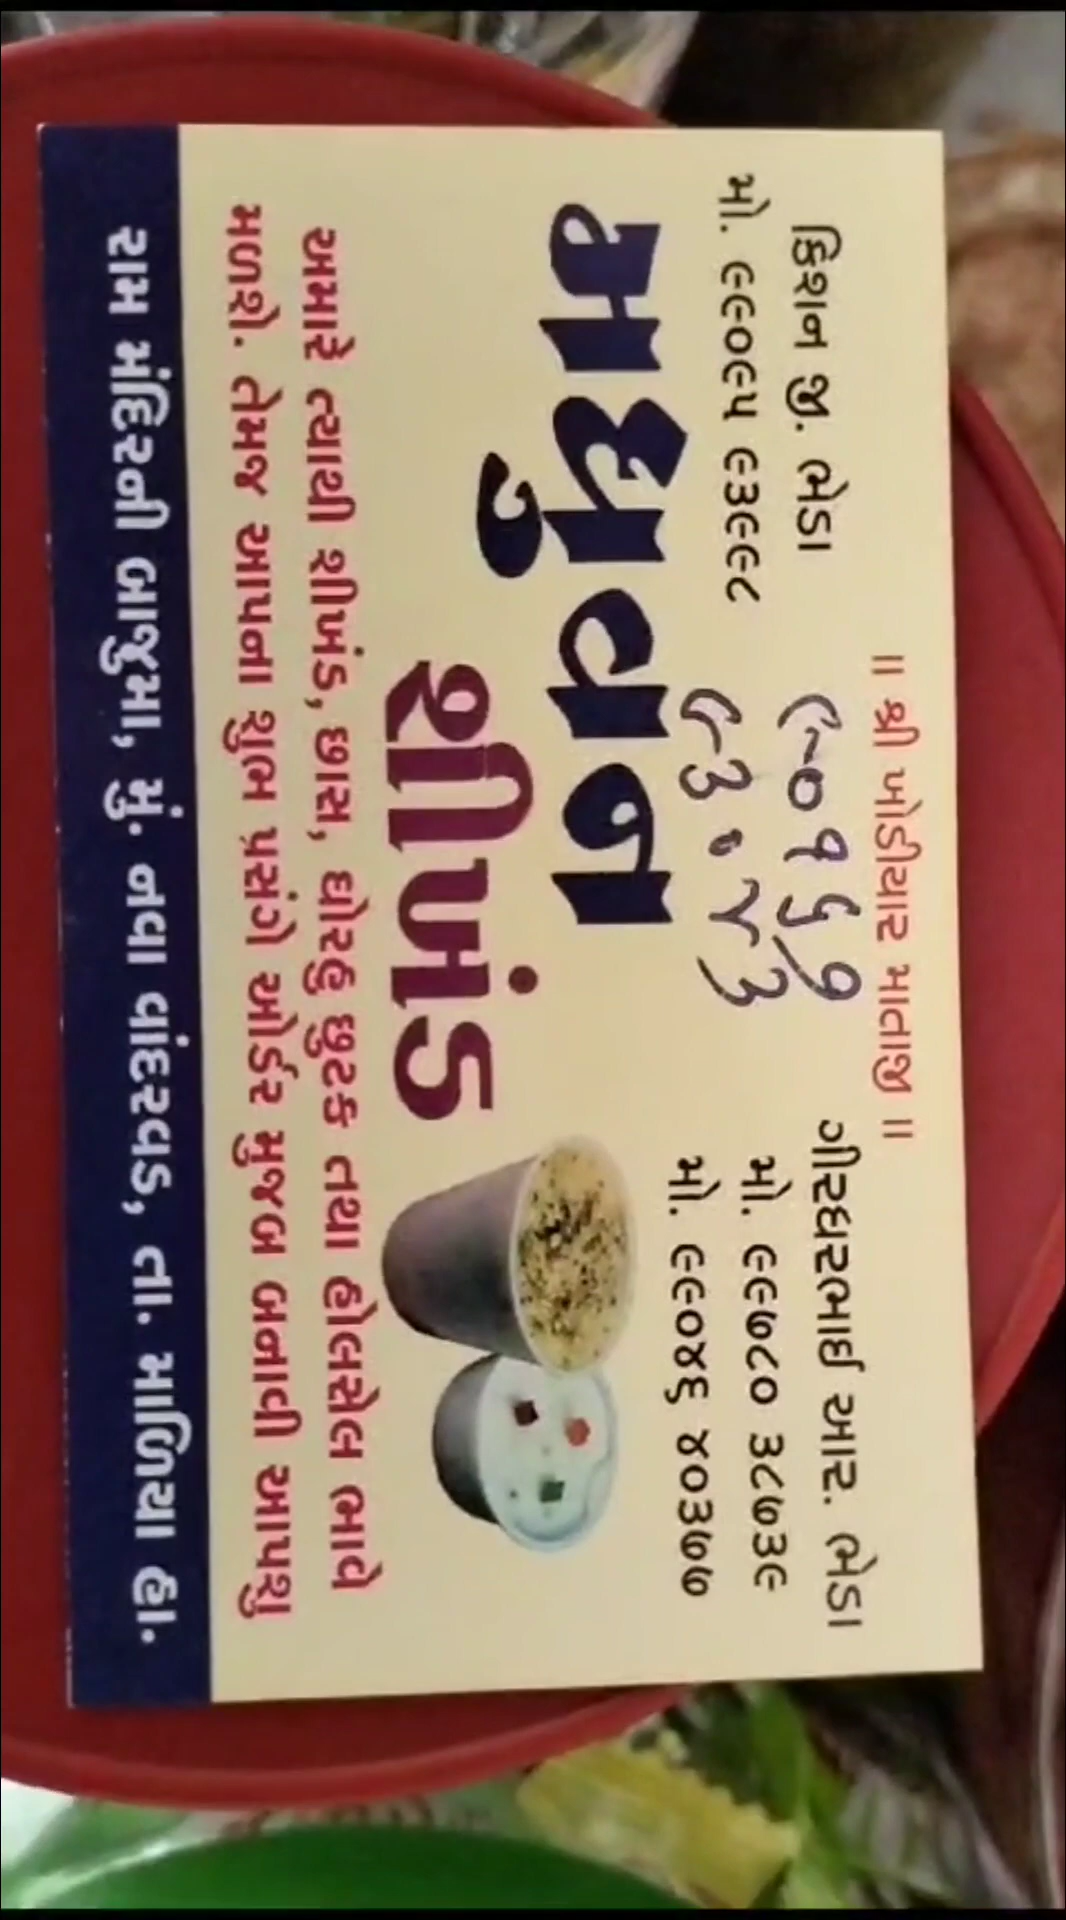 ॥ શ્રી ખોડીયાર માતાજી ॥
કિશન જી. ભેડા
મો. ૯૯૦૯૫ ૯૩૯૯૮
ગીરધરભાઈ આર. ભેડા
મો. ૯૯૭૮૦ ૩૮૭૩૯
મો. ૯૯૦૪૬ ૪૦૩૭૭
મધુવન
શીખંડ
અમારે ત્યાથી શીખંડ, છાસ, ઘોરહુ છુટક તથા હોલસેલ ભાવે
મળશે. તેમજ આપના શુભ પ્રસંગે ઓર્ડર મુજબ બનાવી આપશુ
રામ મંદિરની બાજુમા, મું. નવા વાંદરવડ, તા. માળિયા હા.